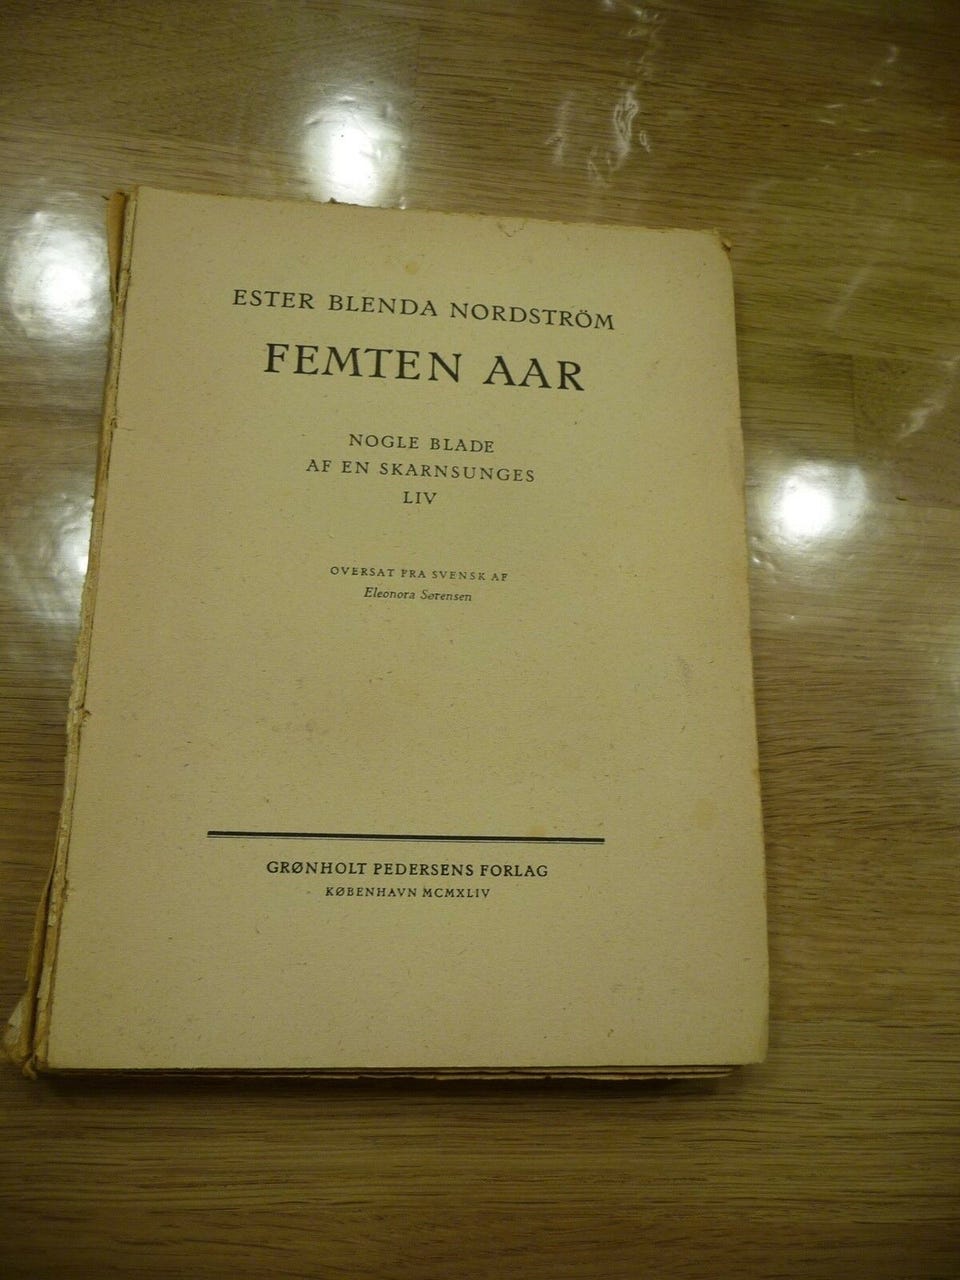 ESTER BLENDA NORDSTRÖM
FEMTEN AAR
NOGLE BLADE
AF EN SKARNSUNGES
LIV
OVERSAT FRA SVENSK AF
Eleonora Sørensen
GRØNHOLT PEDERSENS FORLAG
KØBENHAVN MCMXLIV